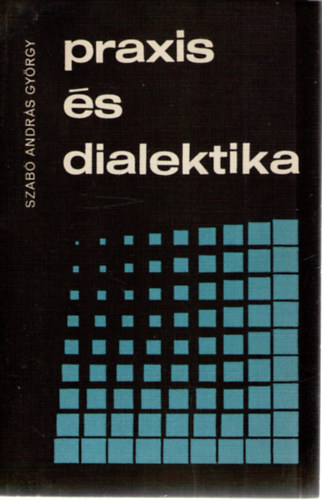 SZABÓ ANDRÁS GYÖRGY
praxis
és
dialektika